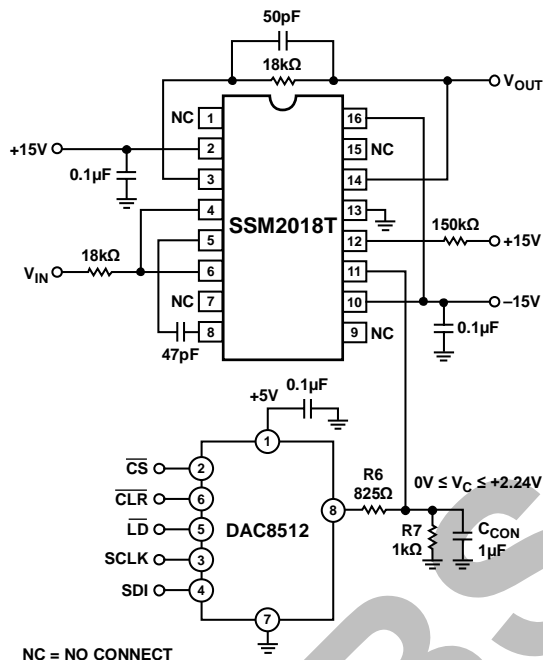 50pF
18kΩ
VOUT
NC 1
16
+15V
2
15 NC
0.1µF
3
14
4
SSM2018T
13
150kΩ
5
12
+15V
18kΩ
VIN
6
11
NC 7
10
–15V
8
9 NC
0.1µF
47pF
+5V
0.1µF
1
CS
2
R6
825Ω
0V ≤ VC ≤ +2.24V
CLR
6
8
LD
5
DAC8512
R7
1kΩ
CCON
1µF
SCLK
3
SDI
4
7
NC = NO CONNECT